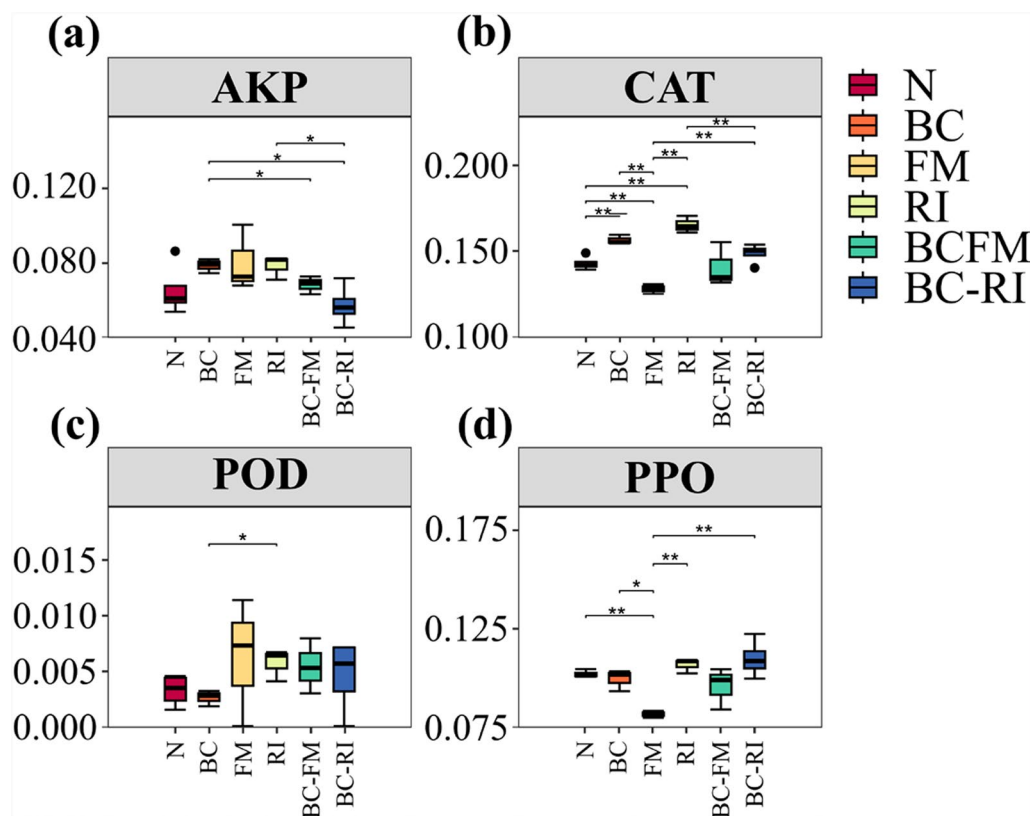 (a)
AKP
0.120
0.080
0.040
*
*
*
N
BC
FM
RI
BC-FM
BC-RI
(b)
CAT
0.200
0.150
0.100
**
**
**
**
**
**
N
BC
FM
RI
BC-FM
BC-RI
N
BC
FM
RI
BCFM
BC-RI
(c)
POD
0.015
0.010
0.005
0.000
*
N
BC
FM
RI
BC-FM
BC-RI
(d)
PPO
0.175
0.125
0.075
**
**
*
**
N
BC
FM
RI
BC-FM
BC-RI